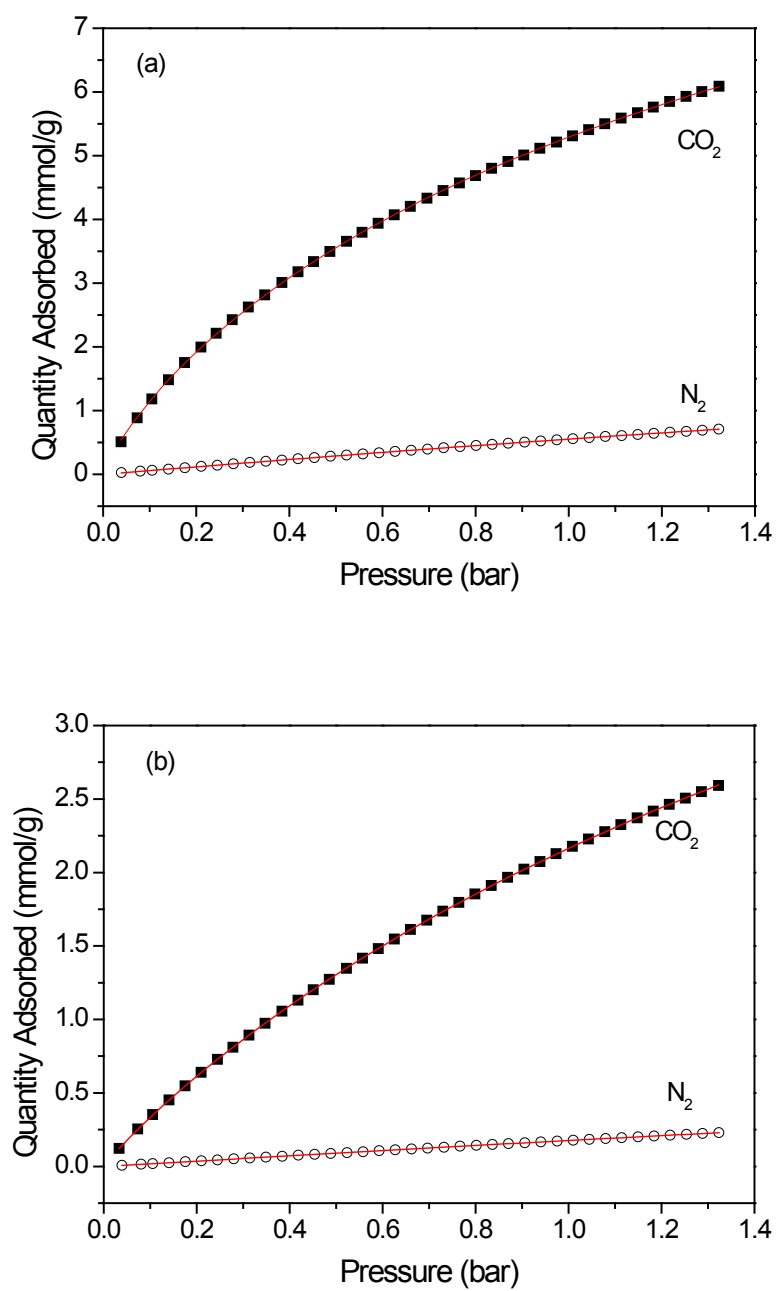 (a)
Quantity Adsorbed (mmol/g)
7
6
5
4
3
2
1
0
CO₂
N₂
0.0 0.2 0.4 0.6 0.8 1.0 1.2 1.4
Pressure (bar)
(b)
Quantity Adsorbed (mmol/g)
3.0
2.5
2.0
1.5
1.0
0.5
0.0
CO₂
N₂
0.0 0.2 0.4 0.6 0.8 1.0 1.2 1.4
Pressure (bar)